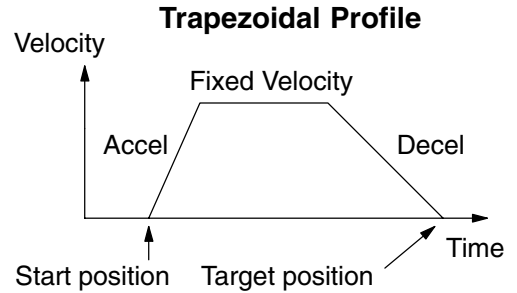 Trapezoidal Profile
Velocity
Fixed Velocity
Accel
Decel
Time
Start position
Target position